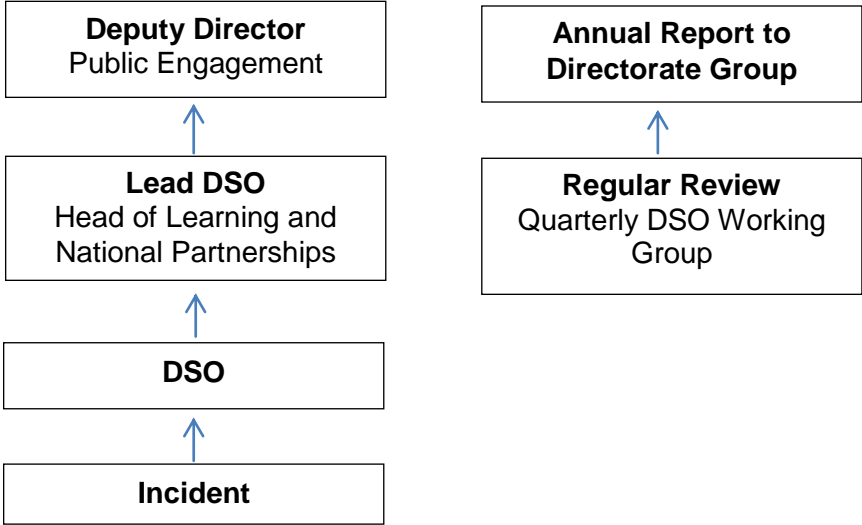 Deputy Director
Public Engagement
Lead DSO
Head of Learning and
National Partnerships
DSO
Incident
Annual Report to
Directorate Group
Regular Review
Quarterly DSO Working
Group